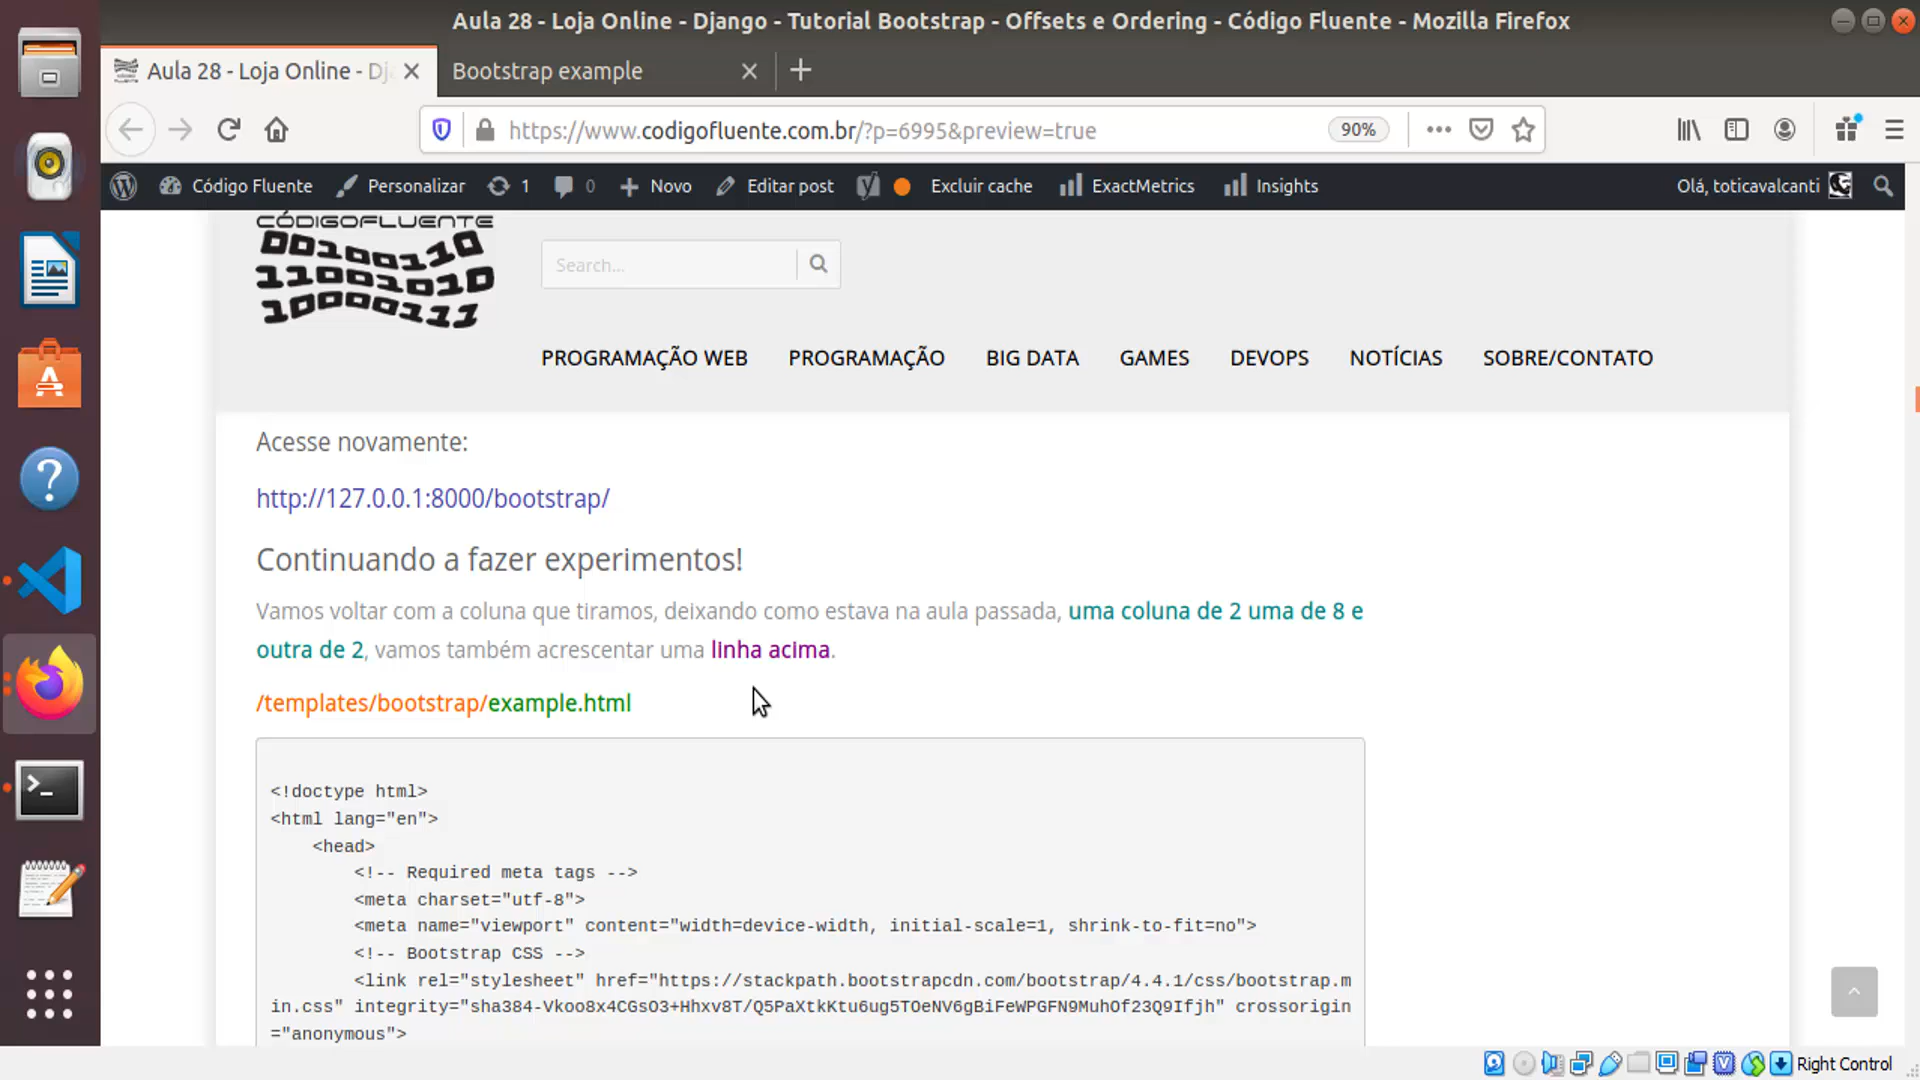 Aula 28 - Loja Online - Django - Tutorial Bootstrap - Offsets e Ordering - Código Fluente - Mozilla Firefox
Aula 28 - Loja Online - Dj
Bootstrap example
https://www.codigofluente.com.br/?p=6995&preview=true
90%
Código Fluente
Personalizar
1
0
Novo
Editar post
Excluir cache
ExactMetrics
Insights
Olá, toticavalcanti
CÓDIGOFLUENTE
00100110
11001010
10000111
Search...
PROGRAMAÇÃO WEB
PROGRAMAÇÃO
BIG DATA
GAMES
DEVOPS
NOTÍCIAS
SOBRE/CONTATO
Acesse novamente:
http://127.0.0.1:8000/bootstrap/
Continuando a fazer experimentos!
Vamos voltar com a coluna que tiramos, deixando como estava na aula passada, uma coluna de 2 uma de 8 e
outra de 2, vamos também acrescentar uma linha acima.
/templates/bootstrap/example.html
<!doctype html>
<html lang="en">
<head>
<!-- Required meta tags -->
<meta charset="utf-8">
<meta name="viewport" content="width=device-width, initial-scale=1, shrink-to-fit=no">
<!-- Bootstrap CSS -->
<link rel="stylesheet" href="https://stackpath.bootstrapcdn.com/bootstrap/4.4.1/css/bootstrap.m
in.css" integrity="sha384-Vkoo8x4CGsO3+Hhxv8T/Q5PaXtkKtu6ug5TOeNV6gBiFeWPGFN9MuhOf23Q9Ifjh" crossorigin
="anonymous">
Right Control